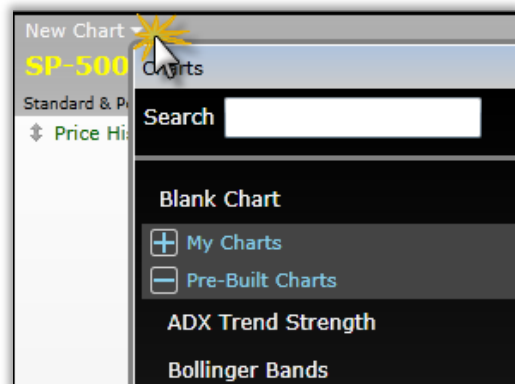 New Chart
SP-500
Charts
Standard & P
Search
Price Hi
Blank Chart
My Charts
Pre-Built Charts
ADX Trend Strength
Bollinger Bands